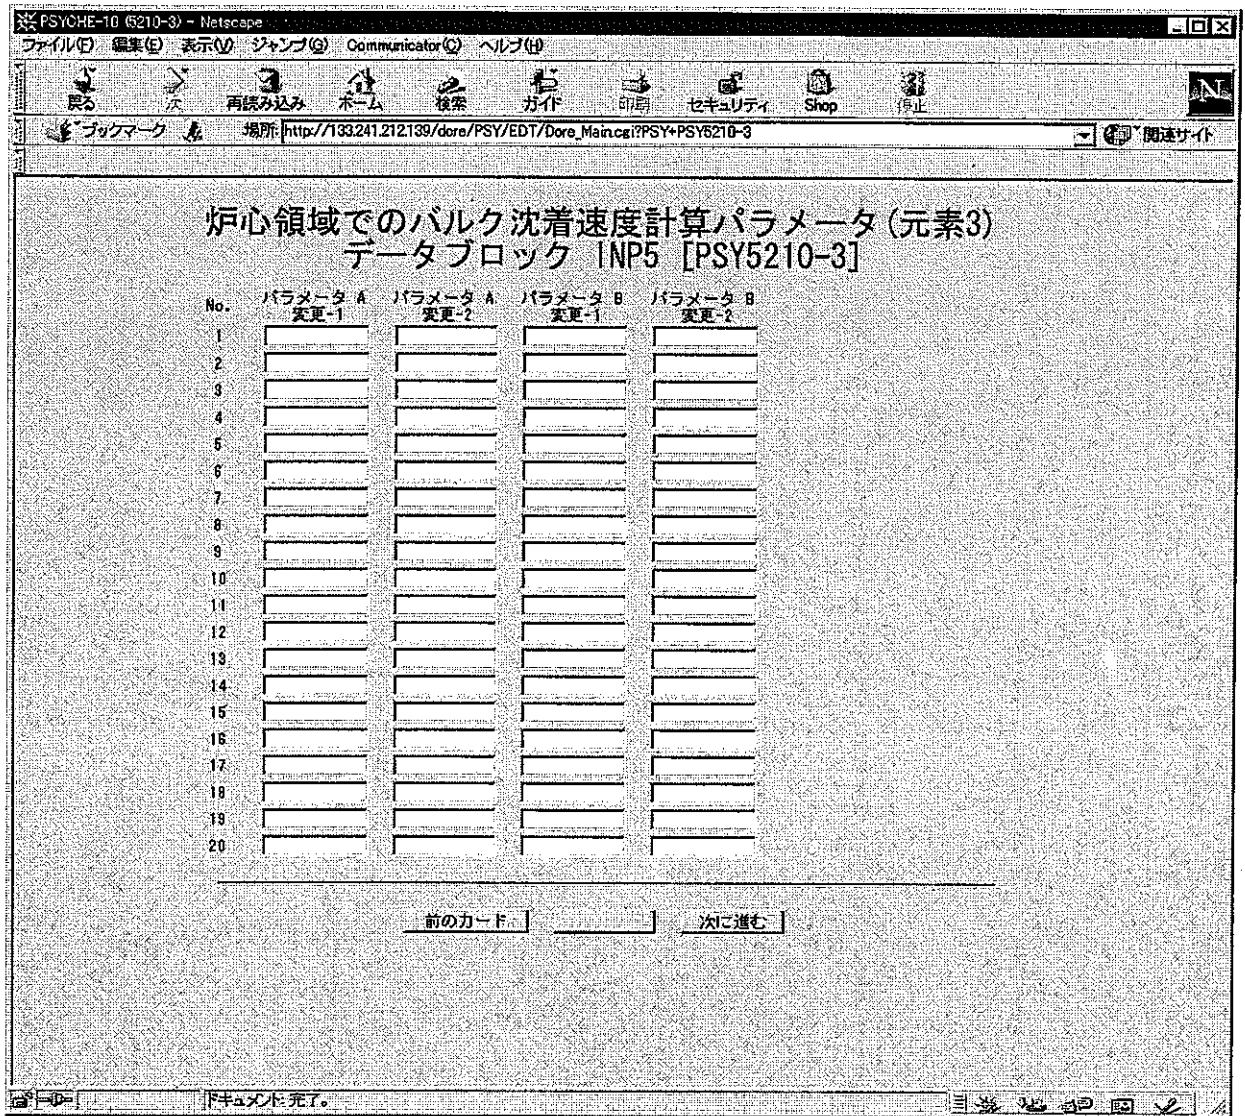 PSYCHE-10 (5210-3) - Netscape
ファイル(F) 編集(E) 表示(V) ジャンプ(G) Communicator(C) ヘルプ(H)
戻る 次 再読み込み ホーム 検索 ガイド 印刷 セキュリティ Shop 停止
N
ブックマーク 場所: http://133.241.212.139/dore/PSY/EDT/Dore_Main.cgi?PSY+PSY5210-3 関連サイト
炉心領域でのバルク沈着速度計算パラメータ(元素3)
データブロック INP5 [PSY5210-3]
No. パラメータ A パラメータ A パラメータ B パラメータ B
変更-1 変更-2 変更-1 変更-2
1
2
3
4
5
6
7
8
9
10
11
12
13
14
15
16
17
18
19
20
前のカード 次に進む
ドキュメント: 完了。